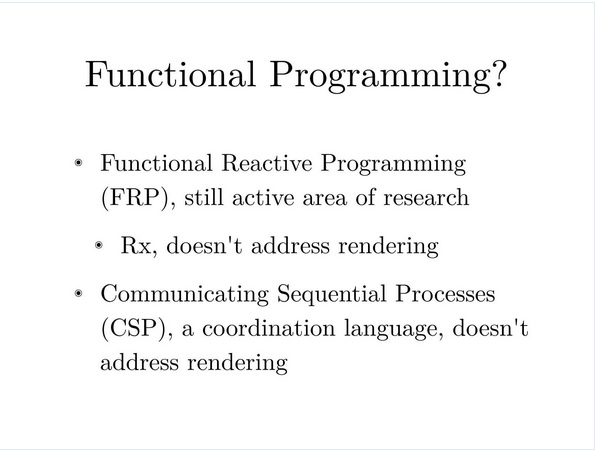 Functional Programming?
Functional Reactive Programming
(FRP), still active area of research
Rx, doesn't address rendering
Communicating Sequential Processes
(CSP), a coordination language, doesn't
address rendering